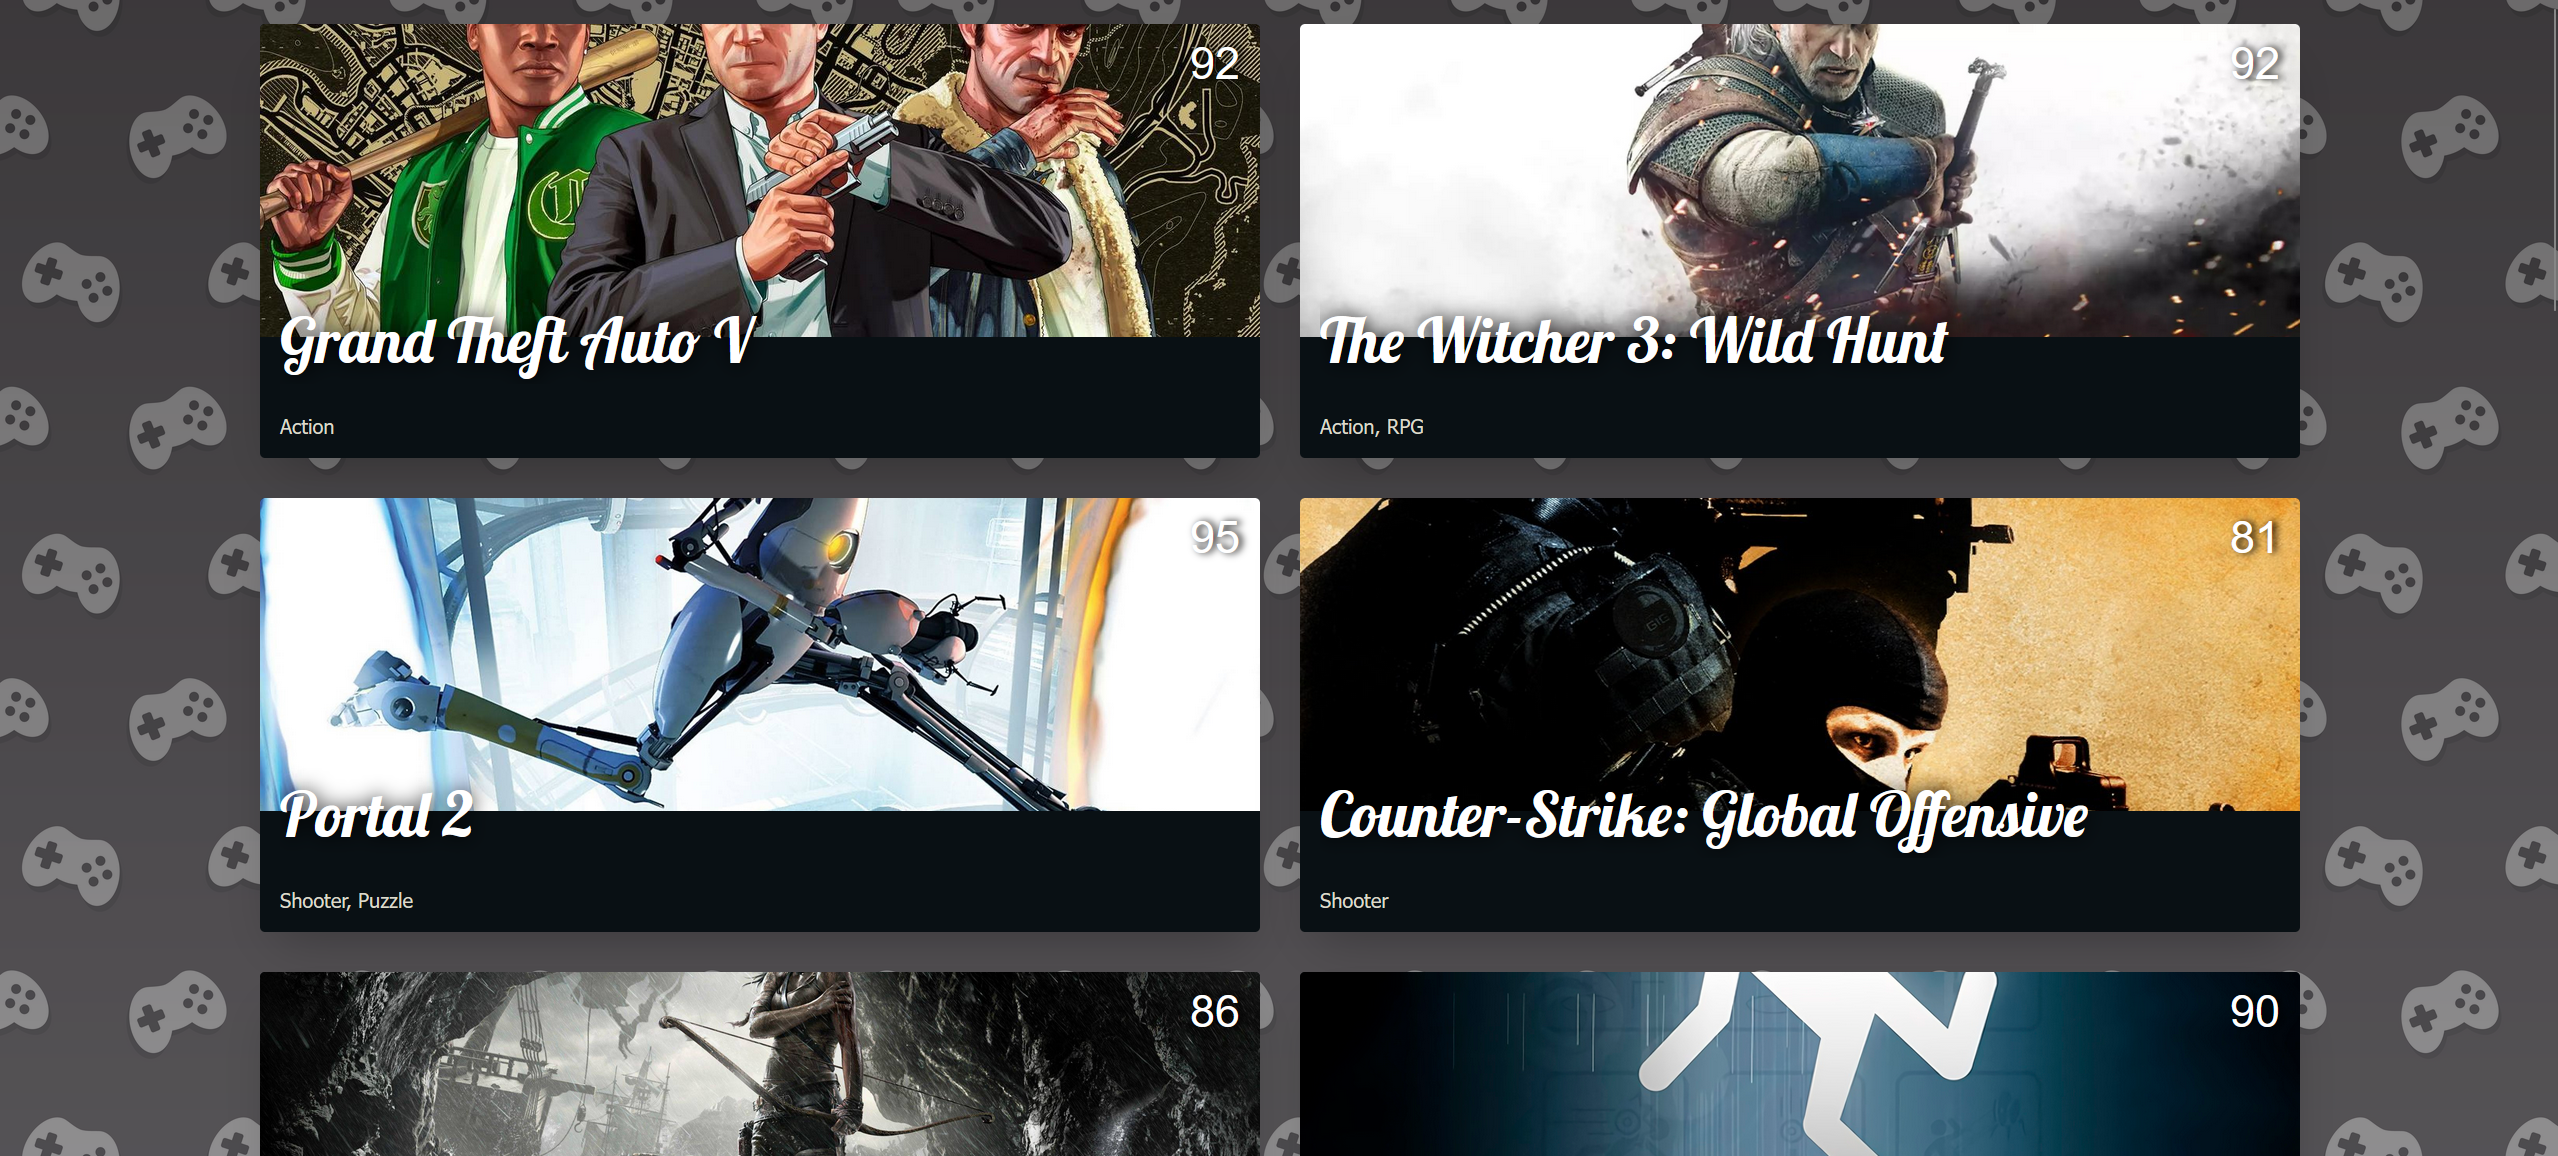 92
92
Grand Theft Auto V
The Witcher 3: Wild Hunt
Action
Action, RPG
95
81
Portal 2
Counter-Strike: Global Offensive
Shooter, Puzzle
Shooter
86
90